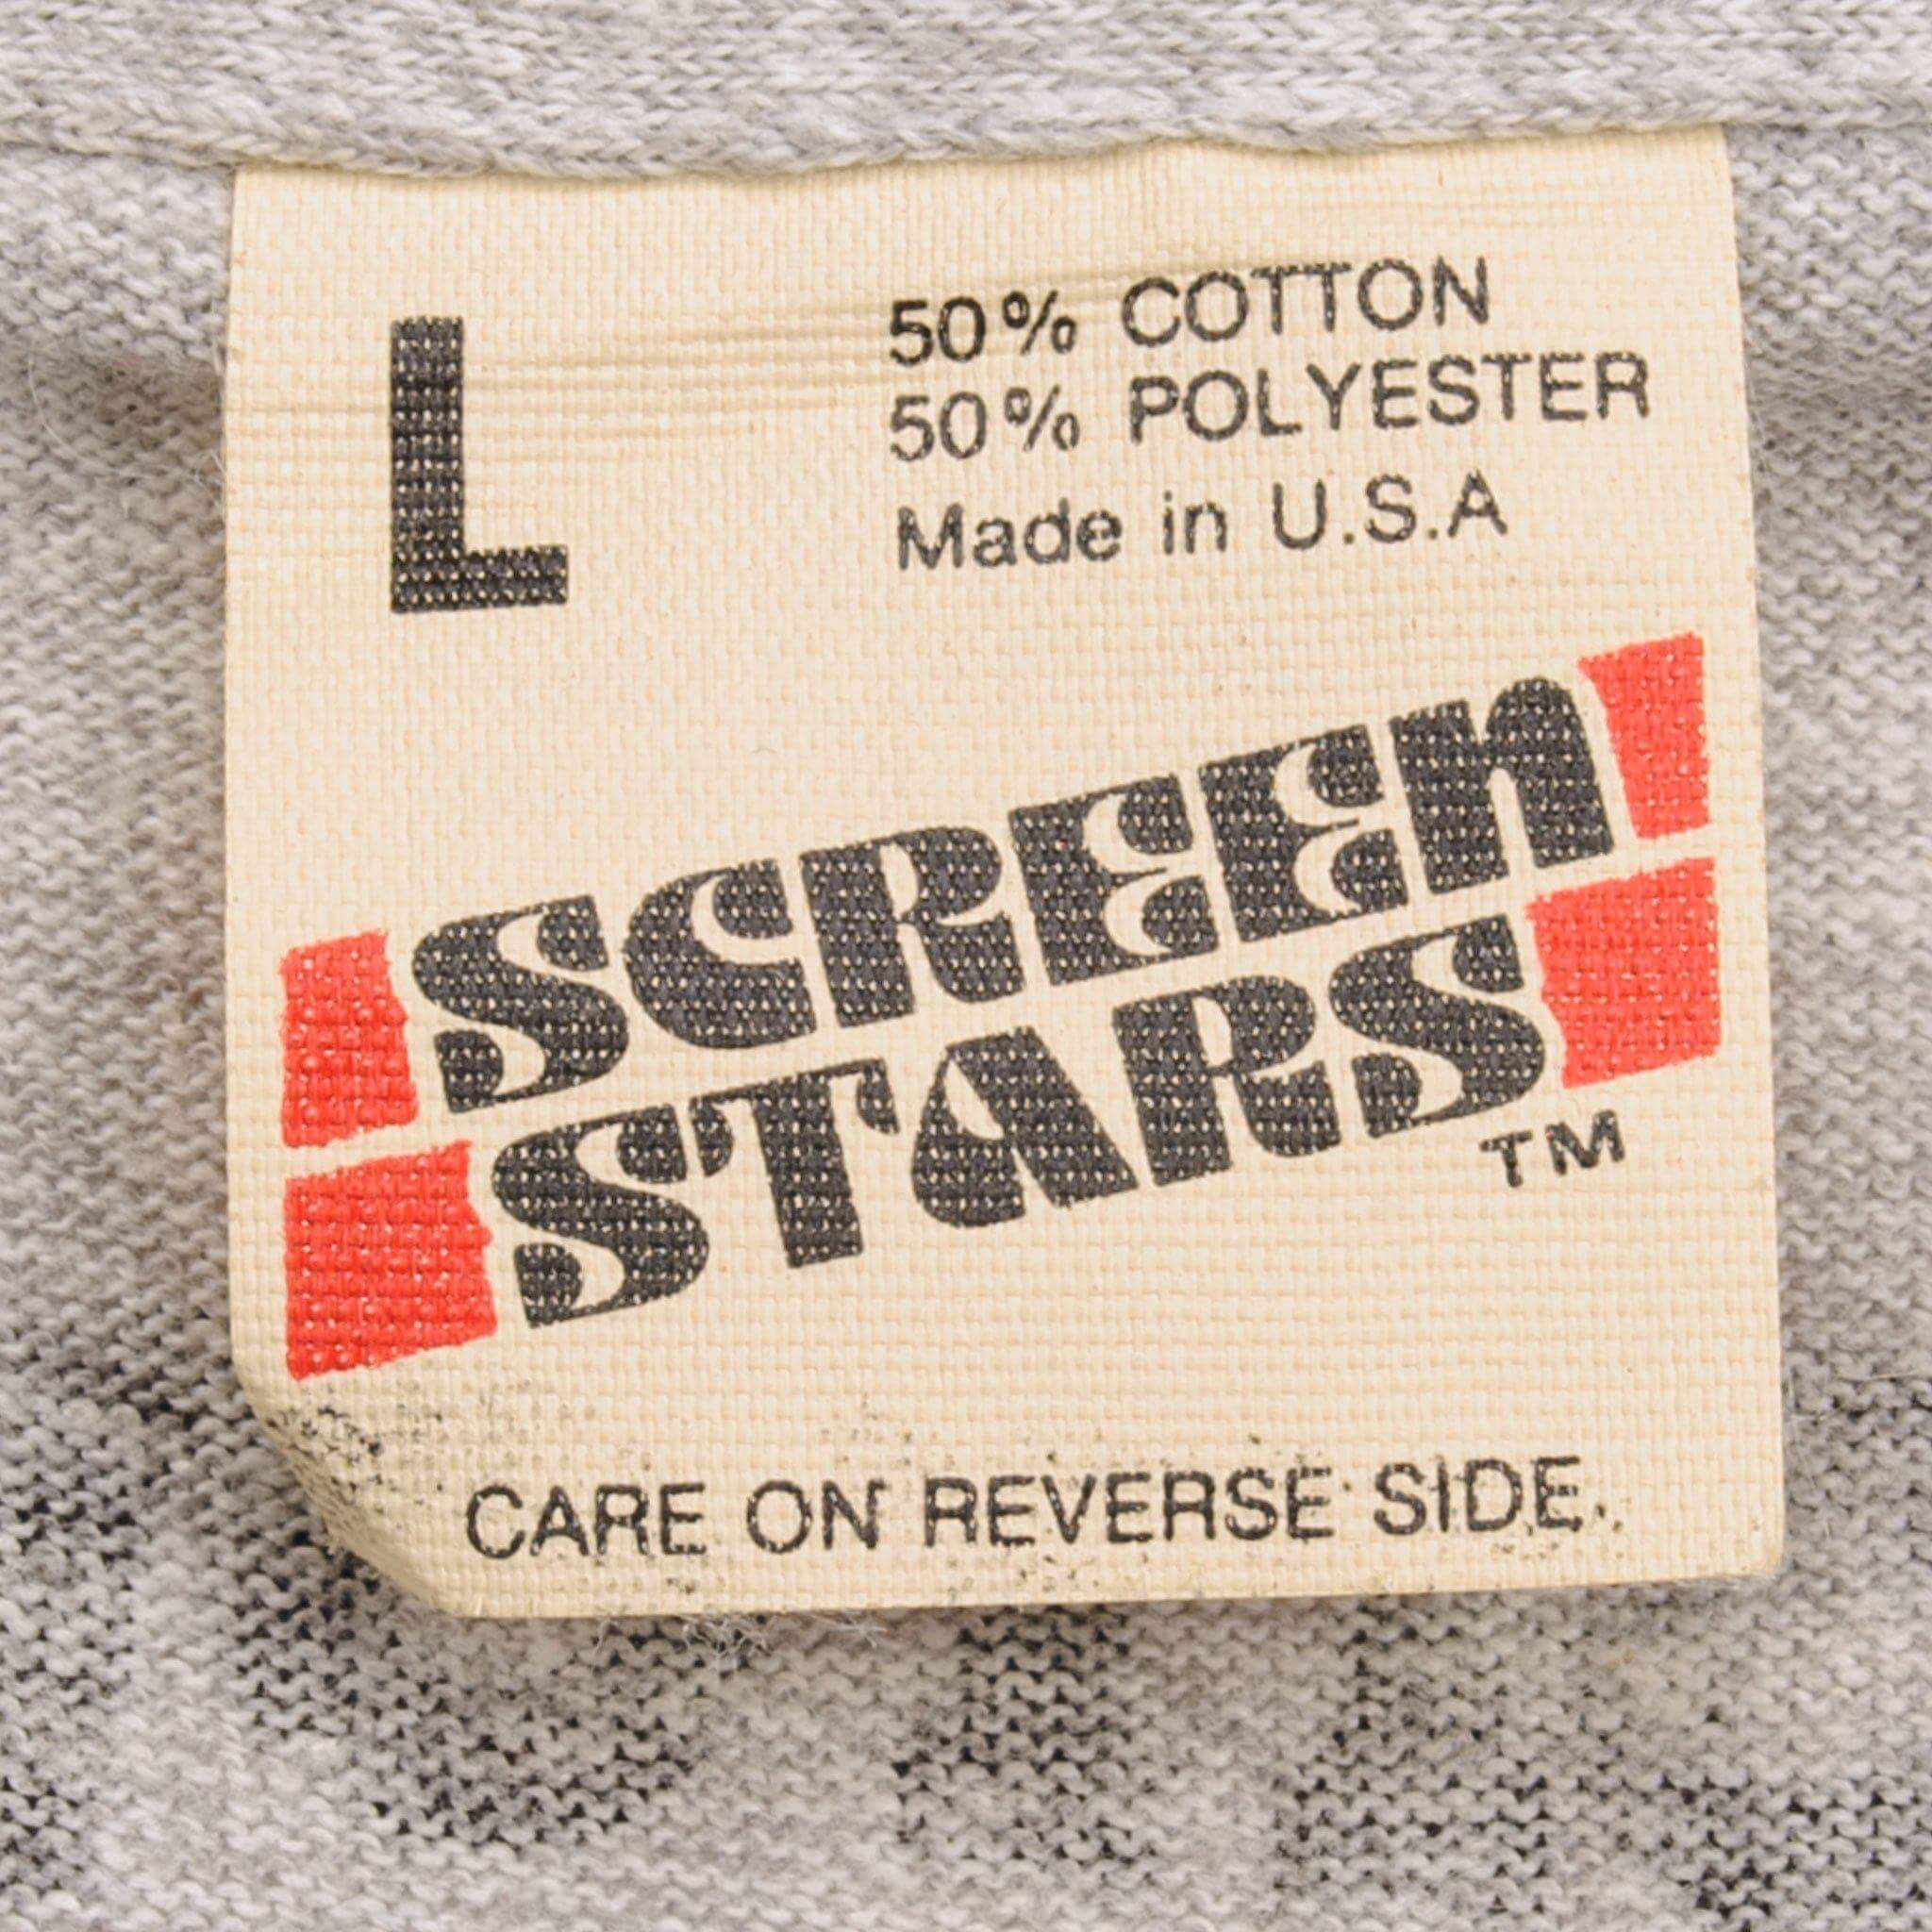 L
50% COTTON
50% POLYESTER
Made in U.S.A
SCREEN
STARS
TM
CARE ON REVERSE SIDE.